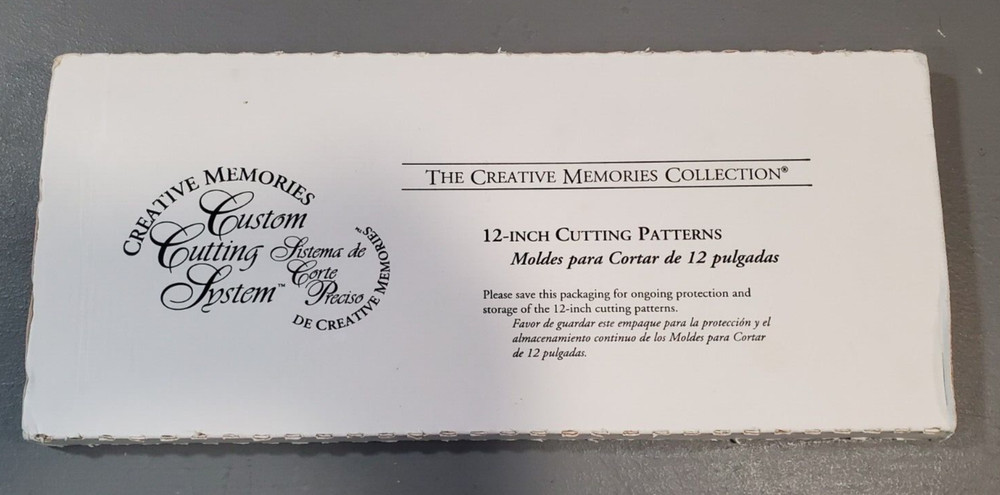 CREATIVE MEMORIES
Custom
Cutting
System™
Sistema de
Corte
Preciso
DE CREATIVE MEMORIES™
THE CREATIVE MEMORIES COLLECTION®
12-INCH CUTTING PATTERNS
Moldes para Cortar de 12 pulgadas
Please save this packaging for ongoing protection and
storage of the 12-inch cutting patterns.
Favor de guardar este empaque para la protección y el
almacenamiento continuo de los Moldes para Cortar
de 12 pulgadas.